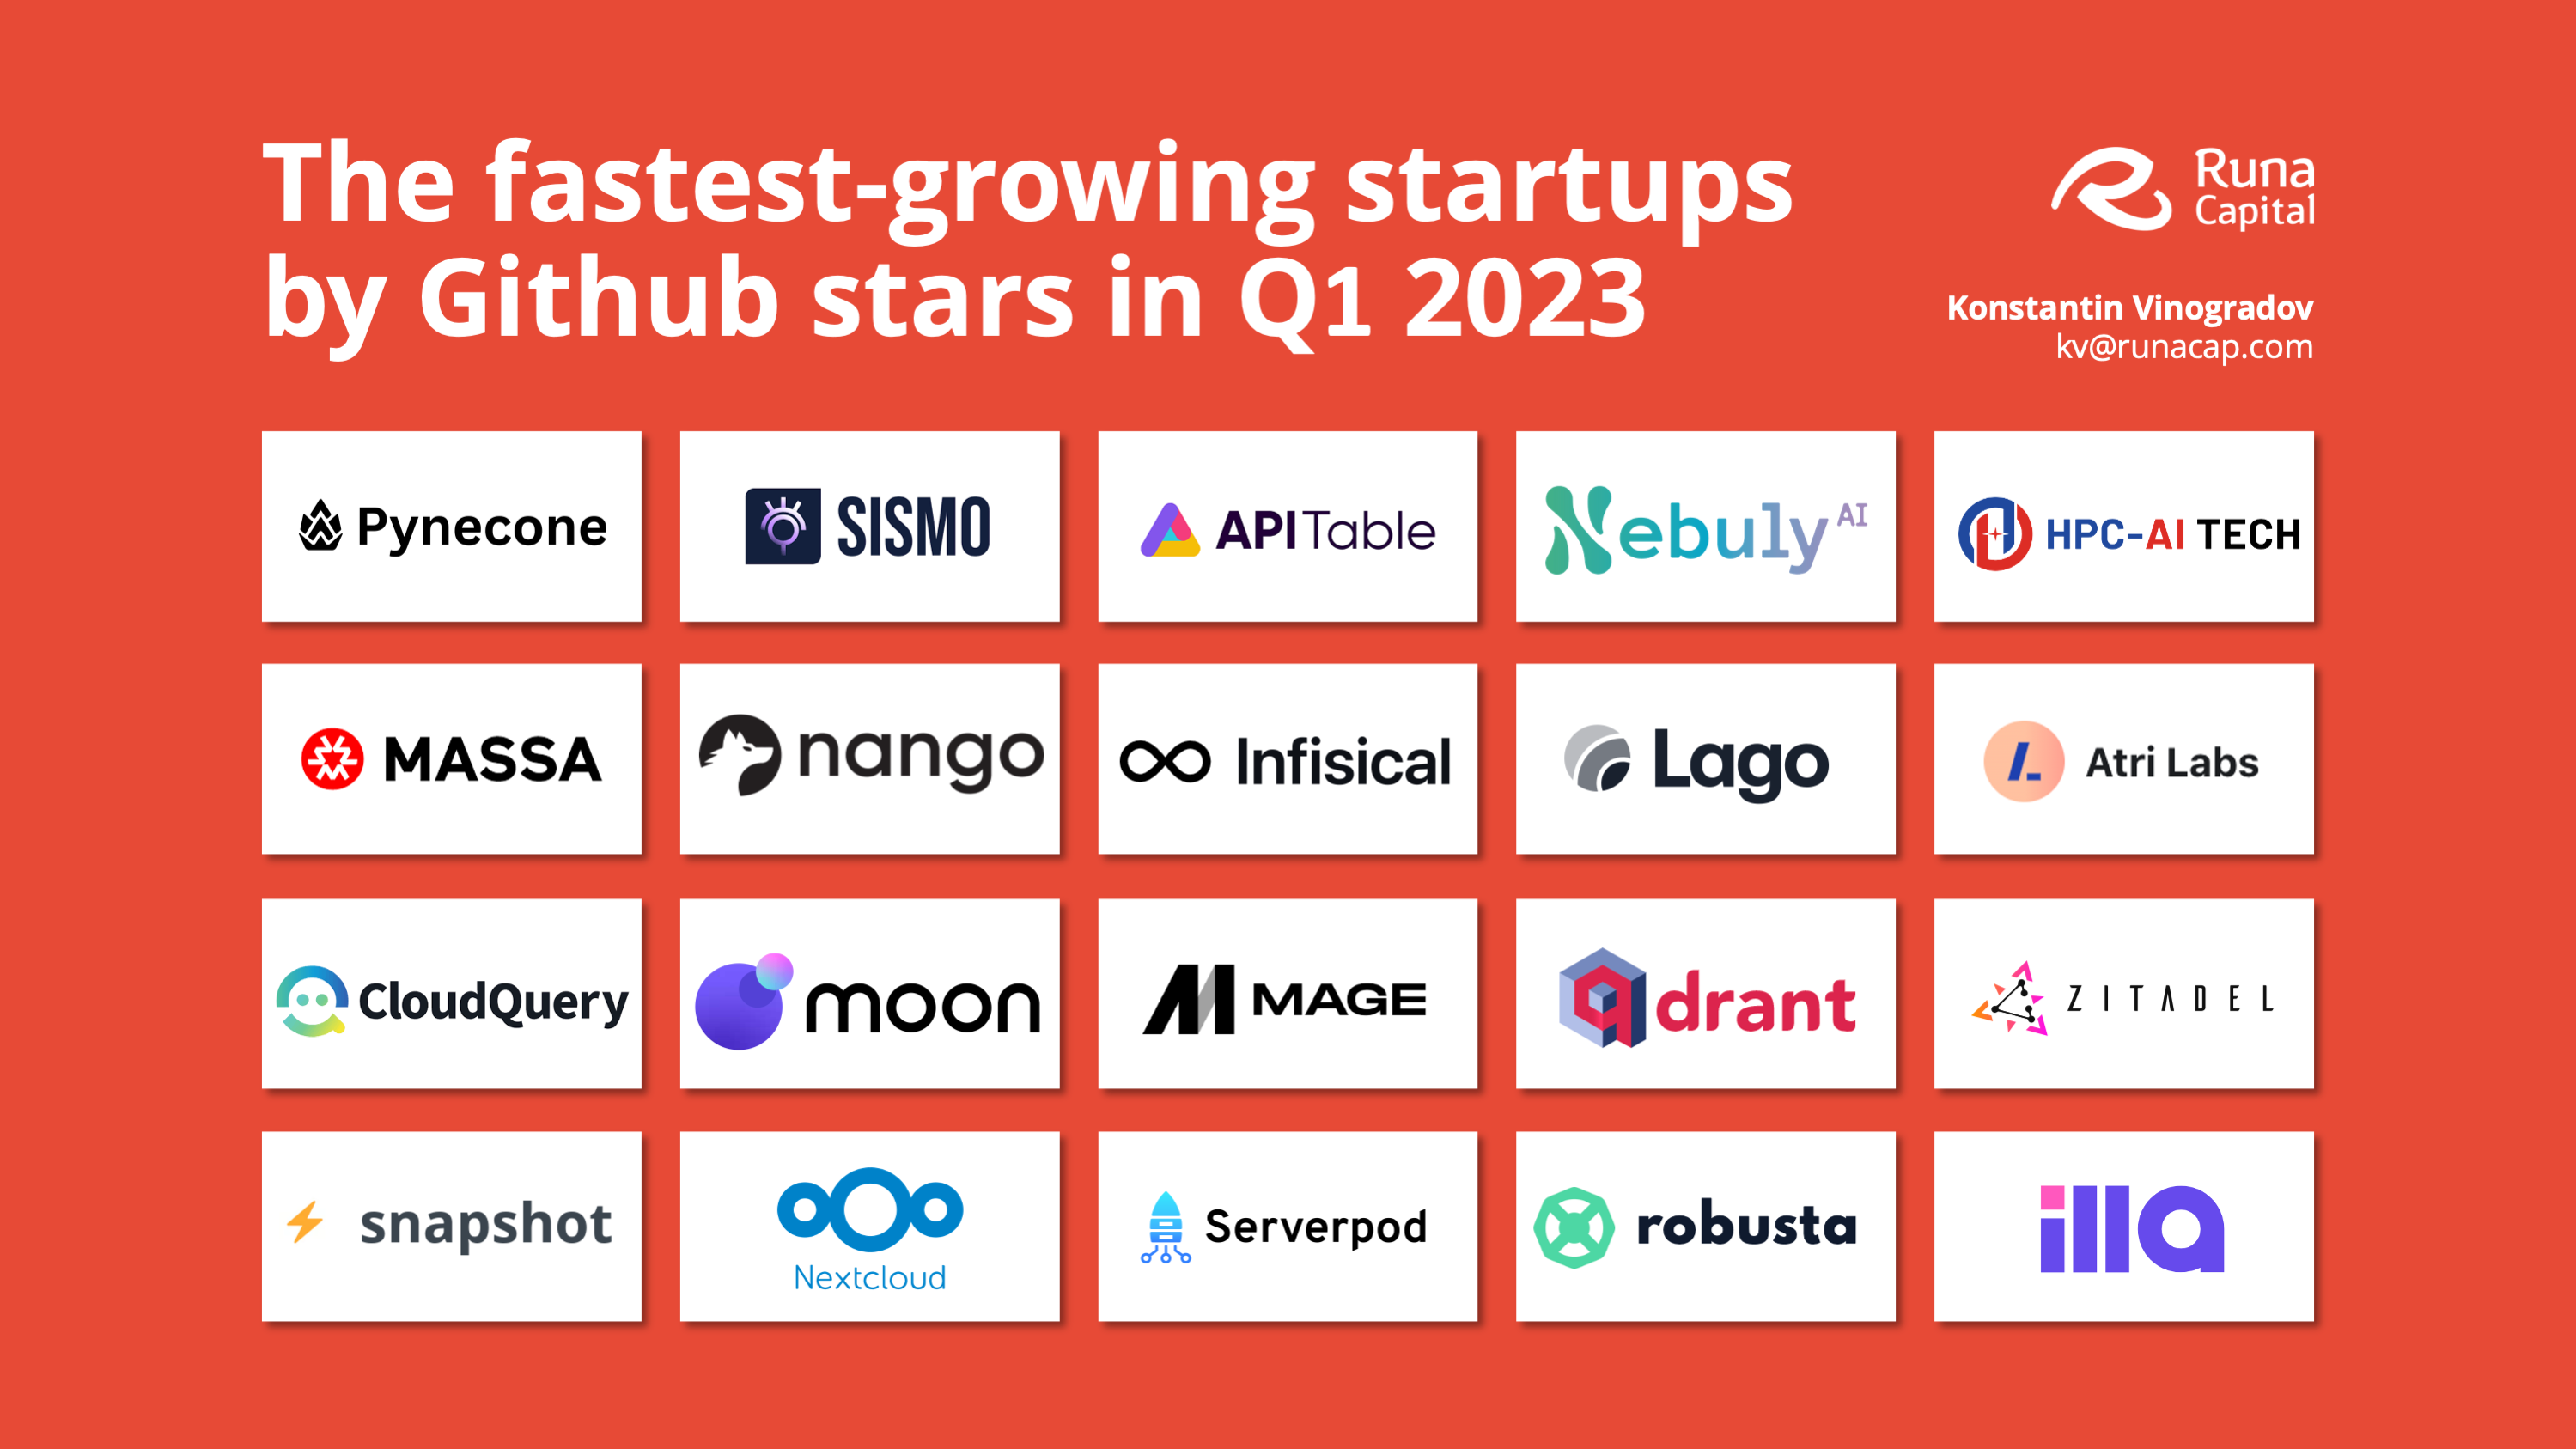 The fastest-growing startups
by Github stars in Q1 2023
Runa
Capital
Konstantin Vinogradov
kv@runacap.com
Pynecone
SISMO
APITable
Nebuly AI
HPC-AI TECH
MASSA
nango
Infisical
Lago
Atri Labs
CloudQuery
moon
MAGE
qdrant
ZITADEL
snapshot
Nextcloud
Serverpod
robusta
illa